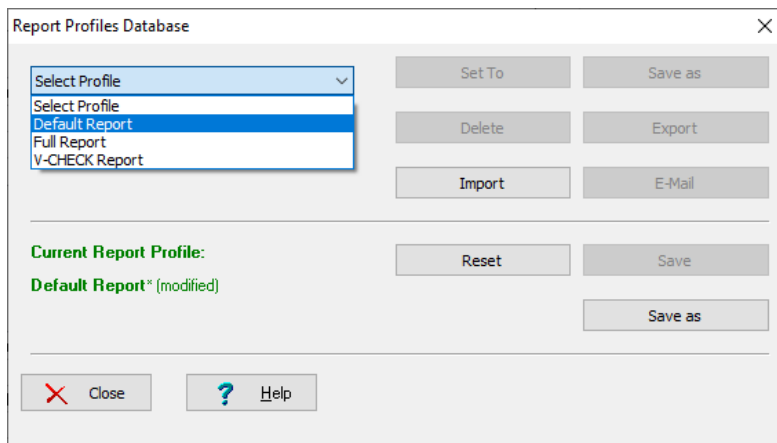 Report Profiles Database
Select Profile
Select Profile
Default Report
Full Report
V-CHECK Report
Set To
Save as
Delete
Export
Import
E-Mail
Current Report Profile:
Default Report* (modified)
Reset
Save
Save as
Close
Help